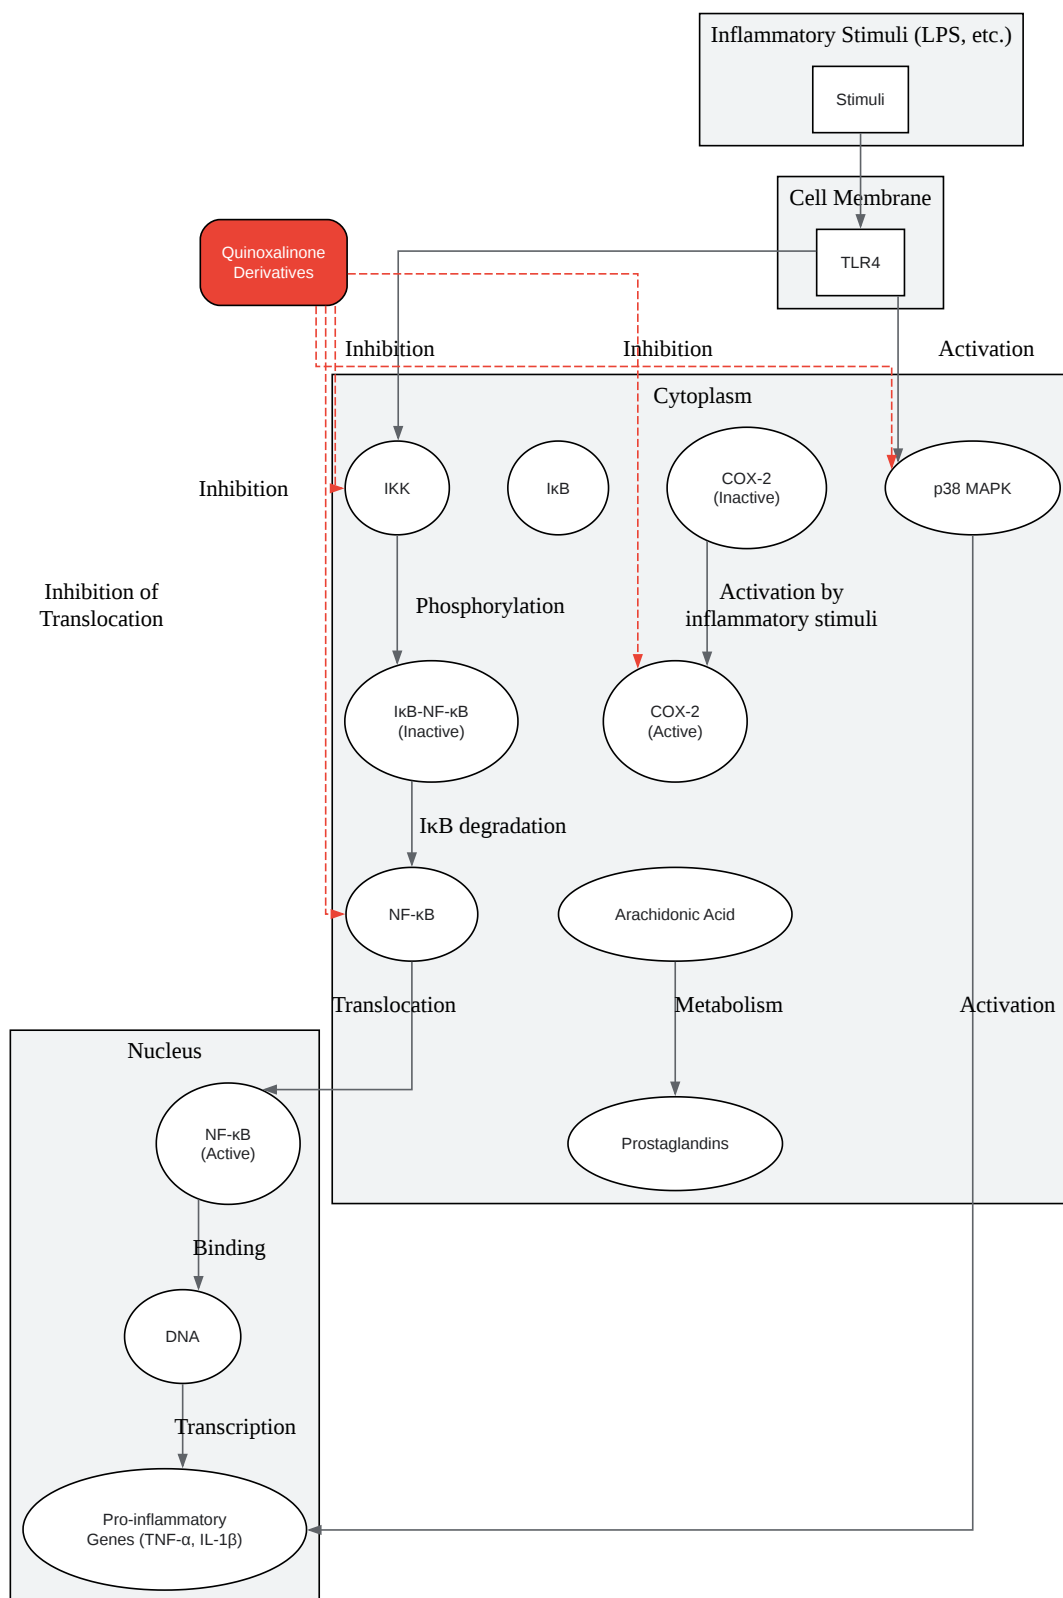 Inflammatory Stimuli (LPS, etc.)
Stimuli
Cell Membrane
TLR4
Quinoxalinone
Derivatives
Inhibition
Inhibition
Activation
Cytoplasm
IKK
IκB
COX-2
(Inactive)
p38 MAPK
Inhibition
Inhibition of
Translocation
Phosphorylation
Activation by
inflammatory stimuli
IκB-NF-κB
(Inactive)
COX-2
(Active)
IκB degradation
NF-κB
Arachidonic Acid
Translocation
Metabolism
Activation
Nucleus
NF-κB
(Active)
Prostaglandins
Binding
DNA
Transcription
Pro-inflammatory
Genes (TNF-α, IL-1β)